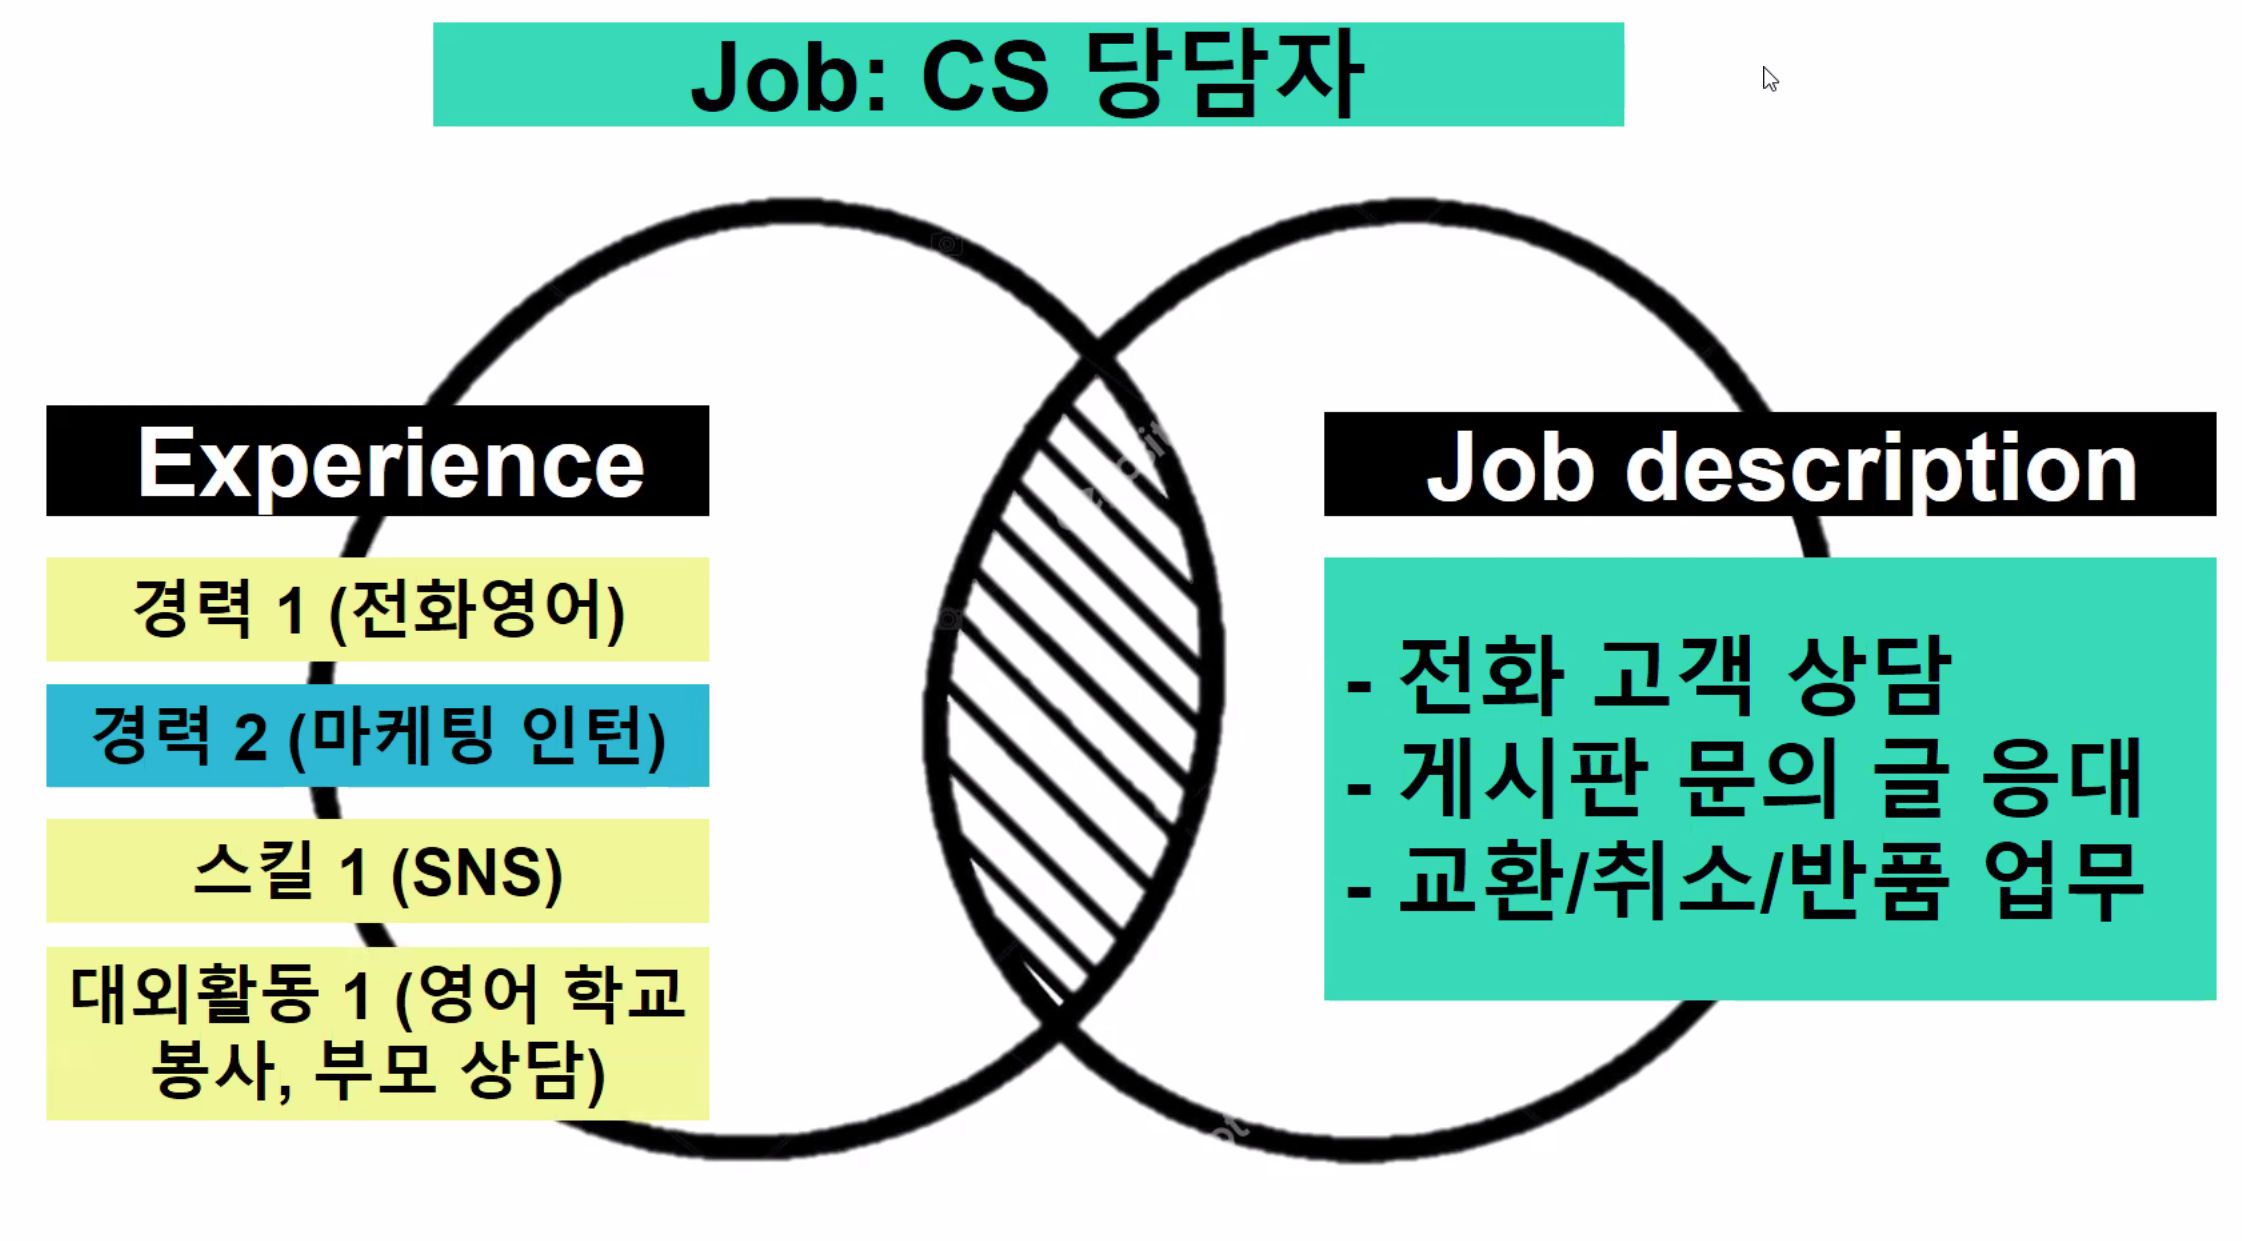 Job: CS 당담자
Experience
경력 1 (전화영어)
경력 2 (마케팅 인턴)
스킬 1 (SNS)
대외활동 1 (영어 학교
봉사, 부모 상담)
Job description
- 전화 고객 상담
- 게시판 문의 글 응대
- 교환/취소/반품 업무